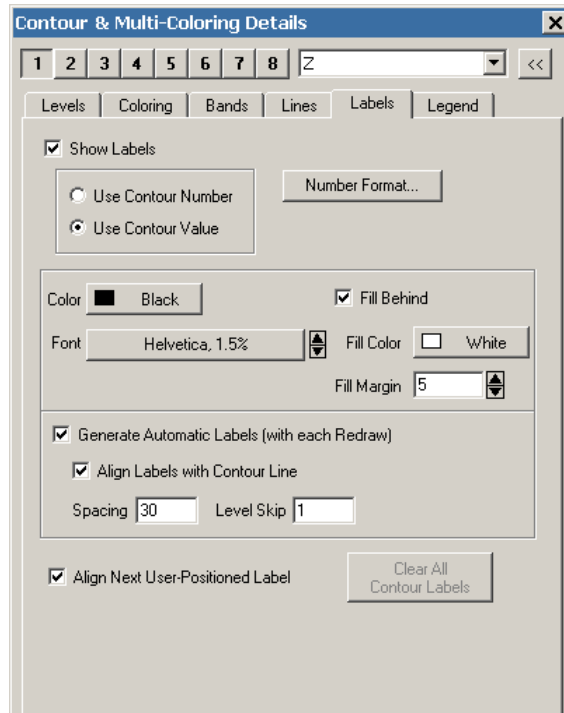 Contour & Multi-Coloring Details
1 2 3 4 5 6 7 8 Z <<
Levels Coloring Bands Lines Labels Legend
Show Labels
Use Contour Number Number Format...
Use Contour Value
Color Black Fill Behind
Font Helvetica, 1.5% Fill Color White
Fill Margin 5
Generate Automatic Labels (with each Redraw)
Align Labels with Contour Line
Spacing 30 Level Skip 1
Align Next User-Positioned Label Clear All
Contour Labels